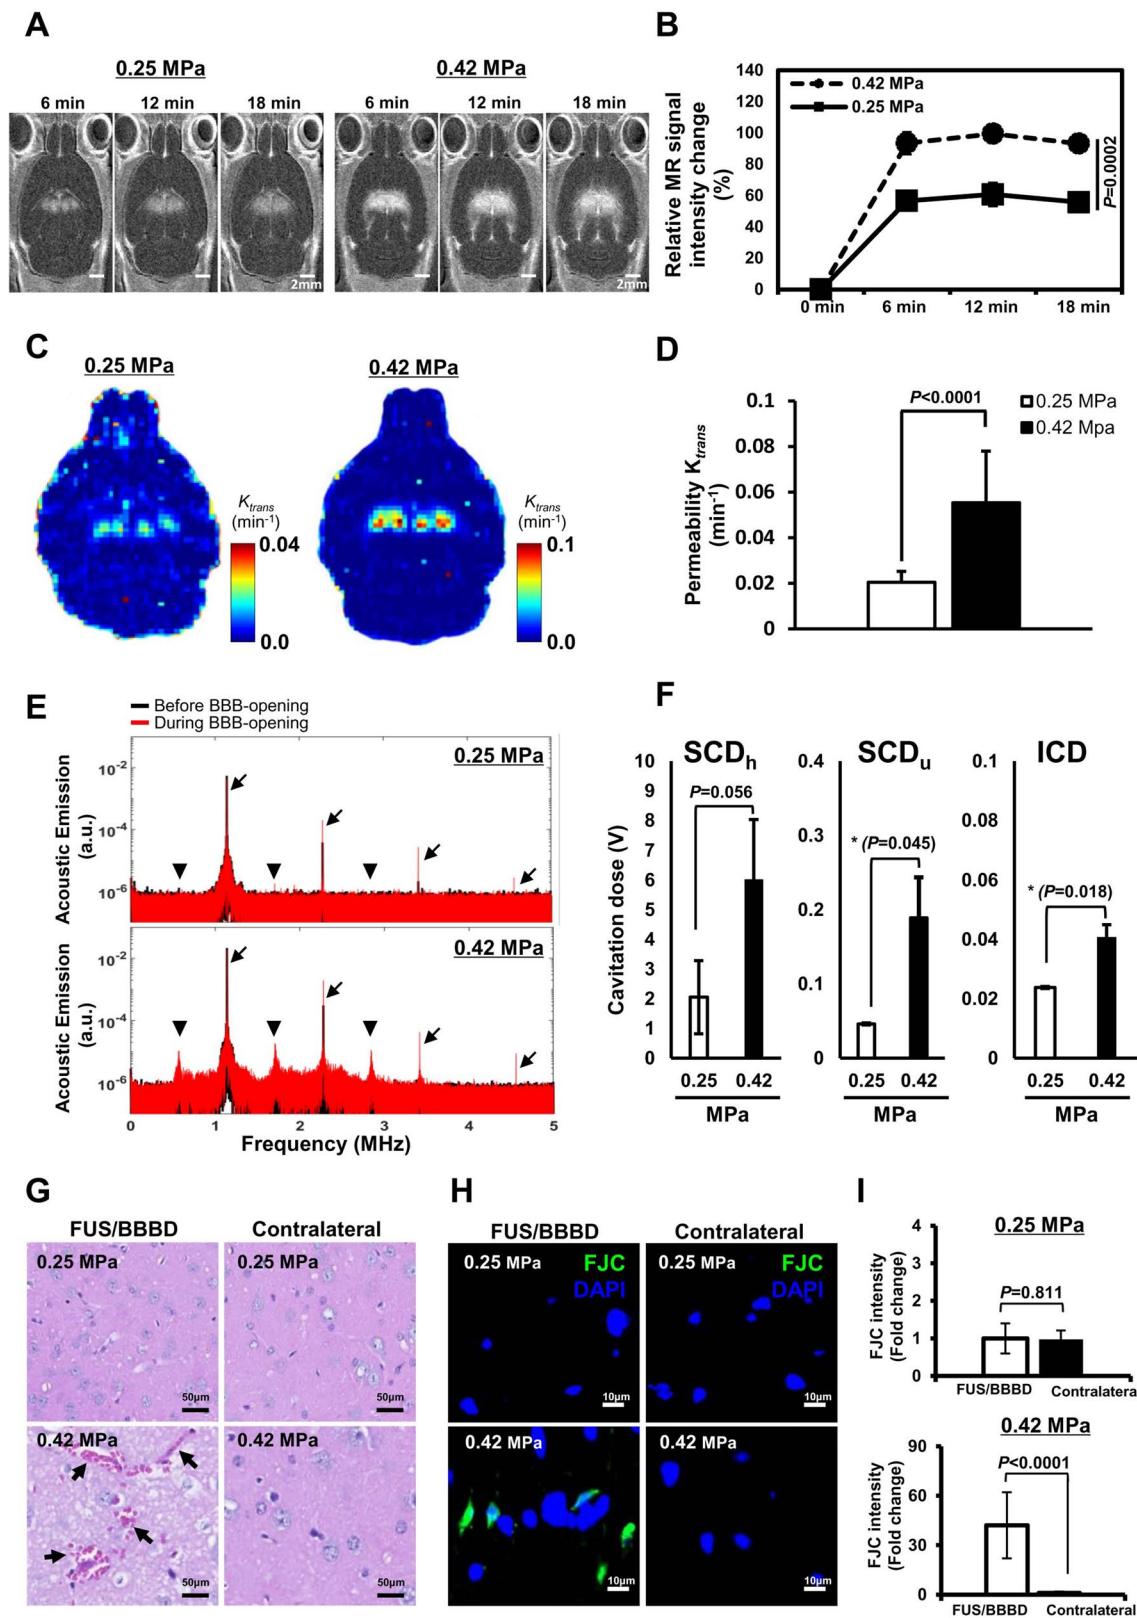 A
0.25 MPa
0.42 MPa
6 min 12 min 18 min 6 min 12 min 18 min
2mm
2mm
B
Relative MR signal
intensity change
(%)
140
120
100
80
60
40
20
0
0.42 MPa
0.25 MPa
P=0.0002
0 min 6 min 12 min 18 min
C
0.25 MPa
0.42 MPa
Ktrans
(min-1)
0.04
0.0
Ktrans
(min-1)
0.1
0.0
D
Permeability Ktrans
(min-1)
0.1
0.08
0.06
0.04
0.02
0
P<0.0001
0.25 MPa
0.42 Mpa
E
Before BBB-opening
During BBB-opening
Acoustic Emission
(a.u.)
10-2
10-4
10-6
0.25 MPa
0 1 2 3 4 5
Acoustic Emission
(a.u.)
10-2
10-4
10-6
0.42 MPa
0 1 2 3 4 5
Frequency (MHz)
F
Cavitation dose (V)
SCDh
10
9
8
7
6
5
4
3
2
1
0
P=0.056
0.25 0.42
MPa
SCDu
0.4
0.3
0.2
0.1
0
* (P=0.045)
0.25 0.42
MPa
ICD
0.1
0.08
0.06
0.04
0.02
0
* (P=0.018)
0.25 0.42
MPa
G
FUS/BBBD Contralateral
0.25 MPa
50μm
0.25 MPa
50μm
0.42 MPa
50μm
0.42 MPa
50μm
H
FUS/BBBD Contralateral
0.25 MPa FJC
DAPI
10μm
0.25 MPa FJC
DAPI
10μm
0.42 MPa
10μm
0.42 MPa
10μm
I
0.25 MPa
FJC intensity
(Fold change)
4
3
2
1
0
P=0.811
FUS/BBBD Contralateral
0.42 MPa
FJC intensity
(Fold change)
90
60
30
0
P<0.0001
FUS/BBBD Contralateral